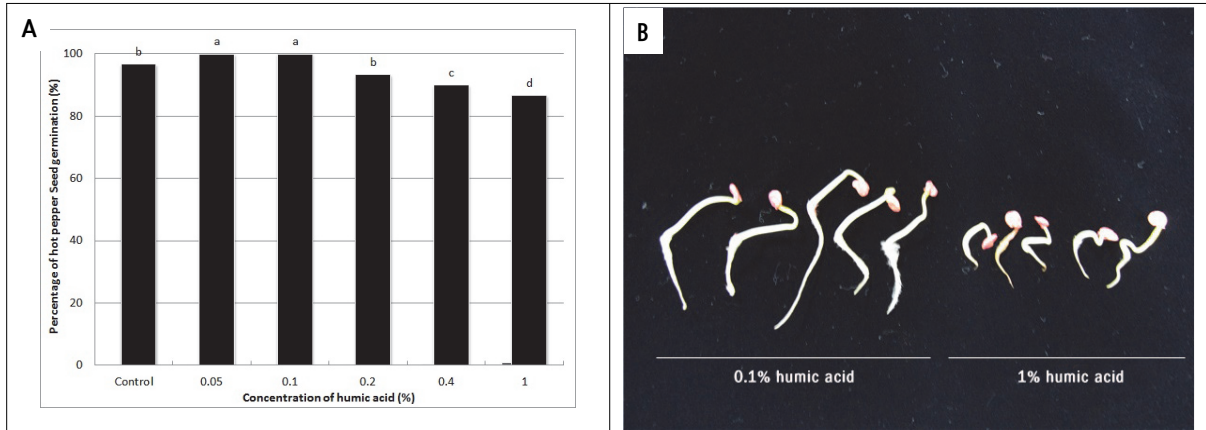 A
Percentage of hot pepper Seed germination (%)
100
80
60
40
20
0
b
a
a
b
c
d
Control 0.05 0.1 0.2 0.4 1
Concentration of humic acid (%)
B
0.1% humic acid 1% humic acid